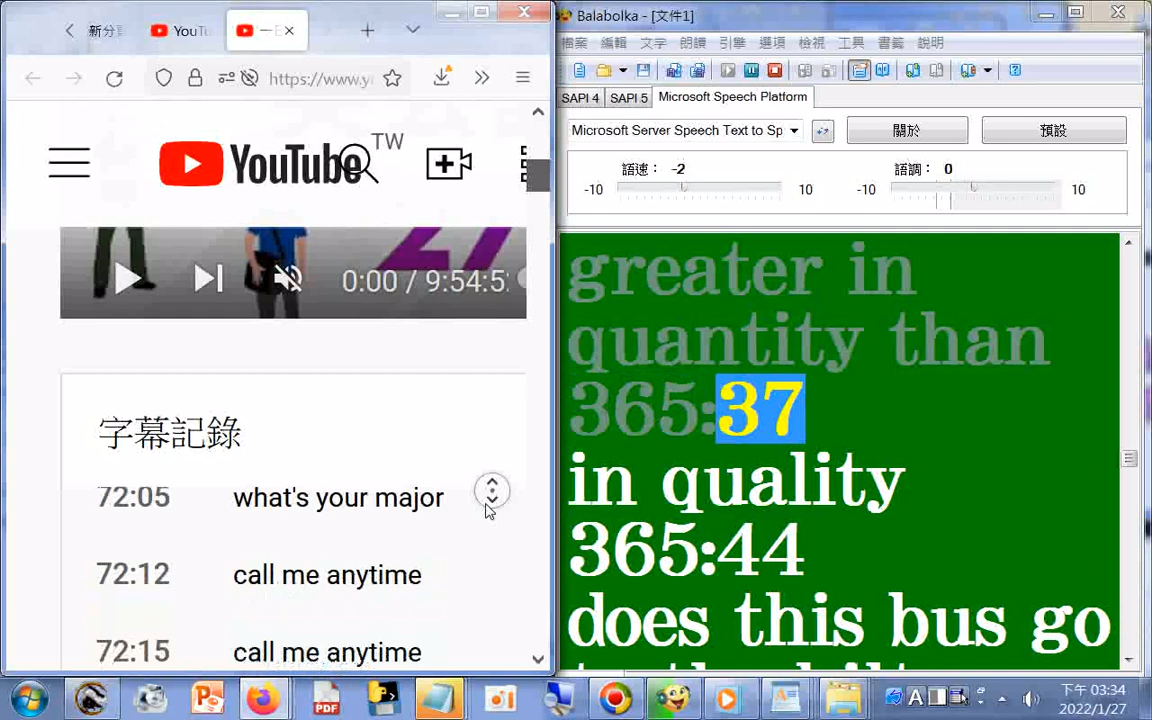 新分
YouTu
一 E
https://www.y
YouTube
TW
27
0:00 / 9:54:5
字幕記錄
72:05 what's your major
72:12 call me anytime
72:15 call me anytime
Balabolka - [文件1]
檔案 編輯 文字 朗讀 引擎 選項 檢視 工具 書籤 說明
SAPI 4 SAPI 5 Microsoft Speech Platform
Microsoft Server Speech Text to Sp
關於
預設
語速： -2
語調： 0
-10 10 -10 10
greater in
quantity than
365:37
in quality
365:44
does this bus go
PDF
A
下午 03:34
2022/1/27